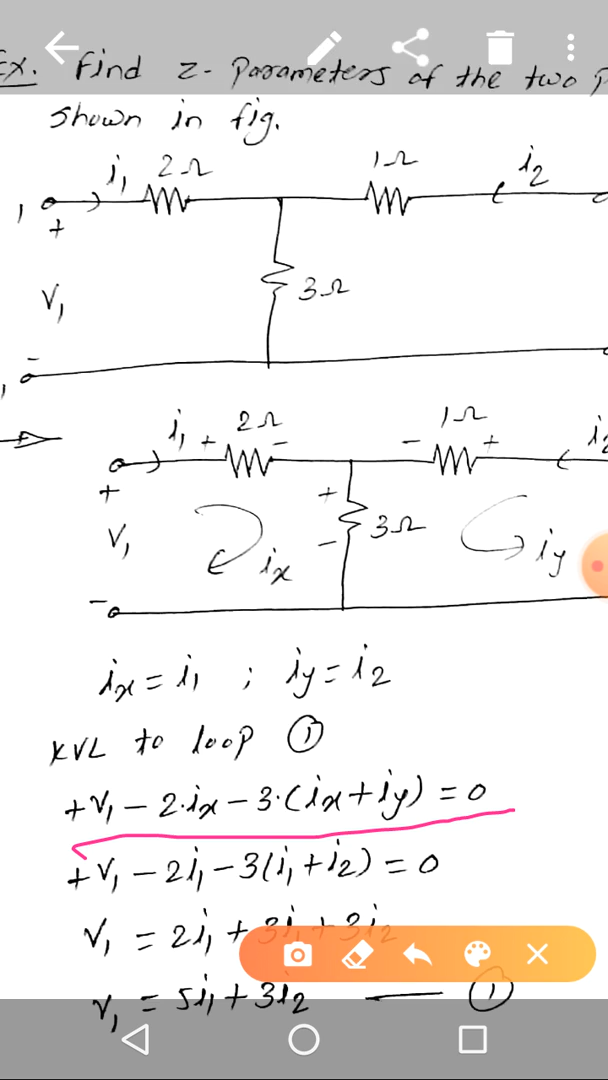 Ex. Find z- Parameters of the two P
shown in fig.
i1 2Ω 1Ω i2
1 +
V1 3Ω
-
1
i1 + 2Ω - - 1Ω + i2
+ +
V1 ix - 3Ω iy
-
ix = i1 ; iy = i2
KVL to loop ①
+V1 - 2·ix - 3·(ix + iy) = 0
+V1 - 2i1 - 3(i1 + i2) = 0
V1 = 2i1 + 3i1 + 3i2
V1 = 5i1 + 3i2 — ①